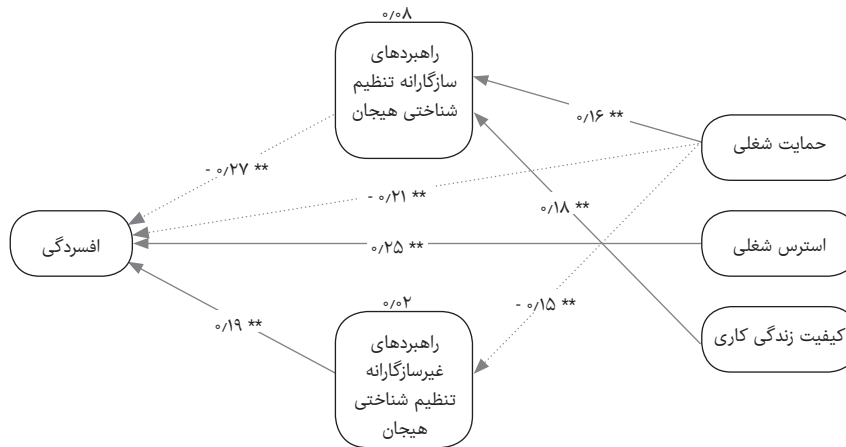 ۰٫۰۸
راهبردهای
سازگارانه تنظیم
شناختی هیجان
۰٫۱۶ **
حمایت شغلی
- ۰٫۲۷ **
- ۰٫۲۱ **
۰٫۱۸ **
افسردگی
۰٫۲۵ **
استرس شغلی
۰٫۰۲
- ۰٫۱۵ **
۰٫۱۹ **
راهبردهای
غیرسازگارانه
تنظیم شناختی
هیجان
کیفیت زندگی کاری